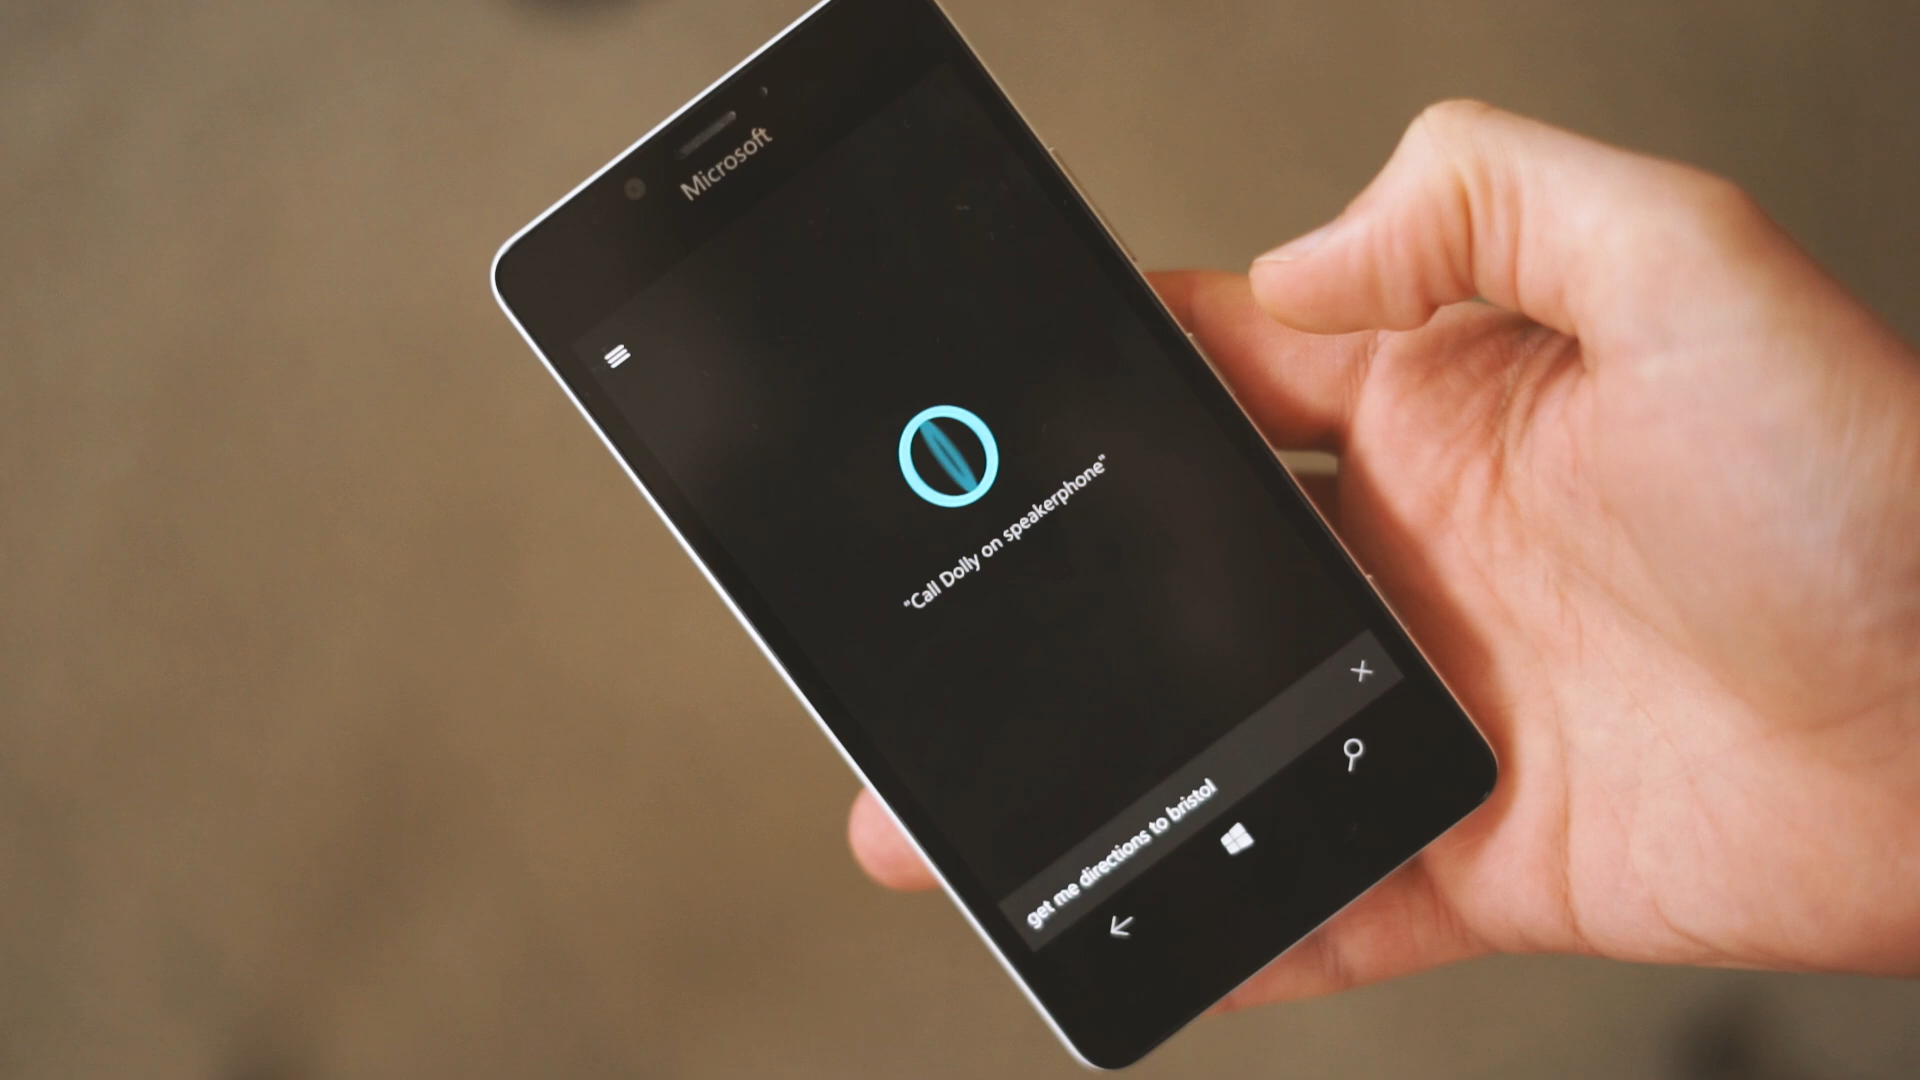 Microsoft
"Call Dolly on speakerphone"
get me directions to bristol